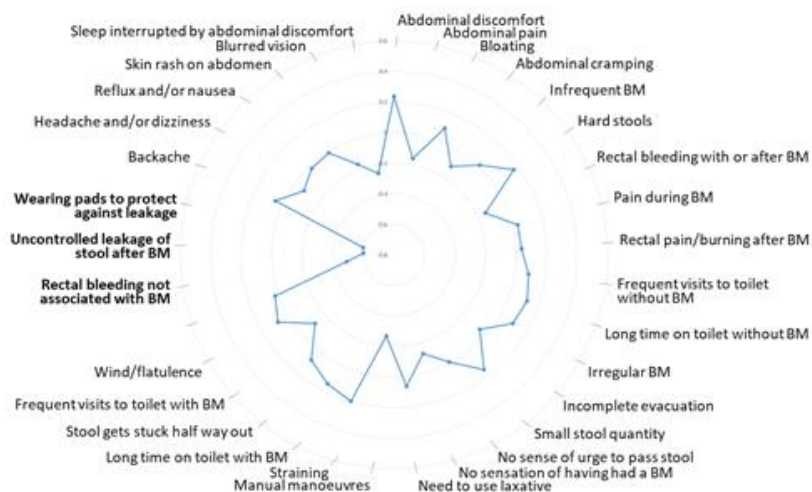 Abdominal discomfort
Abdominal pain
Bloating
Abdominal cramping
Infrequent BM
Hard stools
Rectal bleeding with or after BM
Pain during BM
Rectal pain/burning after BM
Frequent visits to toilet
without BM
Long time on toilet without BM
Irregular BM
Incomplete evacuation
Small stool quantity
No sense of urge to pass stool
No sensation of having had a BM
Need to use laxative
Manual manoeuvres
Straining
Long time on toilet with BM
Stool gets stuck half way out
Frequent visits to toilet with BM
Wind/flatulence
Rectal bleeding not
associated with BM
Uncontrolled leakage of
stool after BM
Wearing pads to protect
against leakage
Backache
Headache and/or dizziness
Reflux and/or nausea
Skin rash on abdomen
Blurred vision
Sleep interrupted by abdominal discomfort